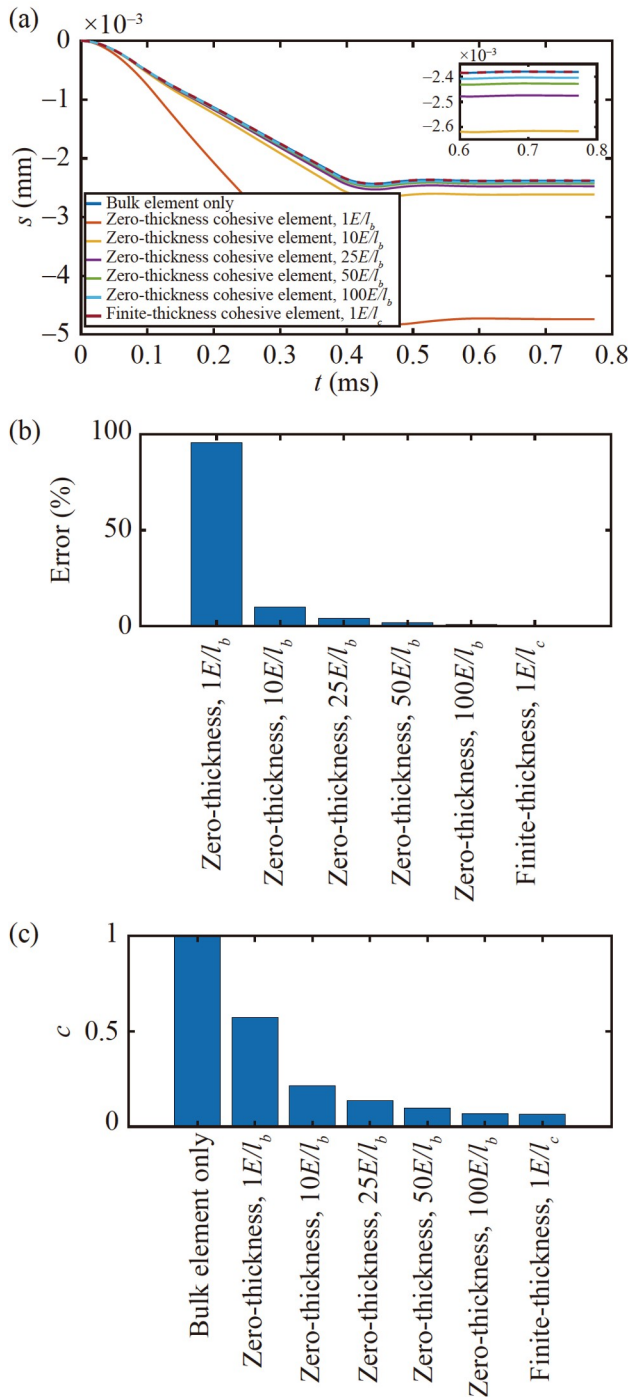 (a)
×10⁻³
0
−1
−2
−3
−4
−5
s (mm)
×10⁻³
−2.4
−2.5
−2.6
0.6 0.7 0.8
Bulk element only
Zero-thickness cohesive element, 1E/l_b
Zero-thickness cohesive element, 10E/l_b
Zero-thickness cohesive element, 25E/l_b
Zero-thickness cohesive element, 50E/l_b
Zero-thickness cohesive element, 100E/l_b
Finite-thickness cohesive element, 1E/l_c
0 0.1 0.2 0.3 0.4 0.5 0.6 0.7 0.8
t (ms)
(b)
100
50
0
Error (%)
Zero-thickness, 1E/l_b
Zero-thickness, 10E/l_b
Zero-thickness, 25E/l_b
Zero-thickness, 50E/l_b
Zero-thickness, 100E/l_b
Finite-thickness, 1E/l_c
(c)
1
0.5
0
c
Bulk element only
Zero-thickness, 1E/l_b
Zero-thickness, 10E/l_b
Zero-thickness, 25E/l_b
Zero-thickness, 50E/l_b
Zero-thickness, 100E/l_b
Finite-thickness, 1E/l_c